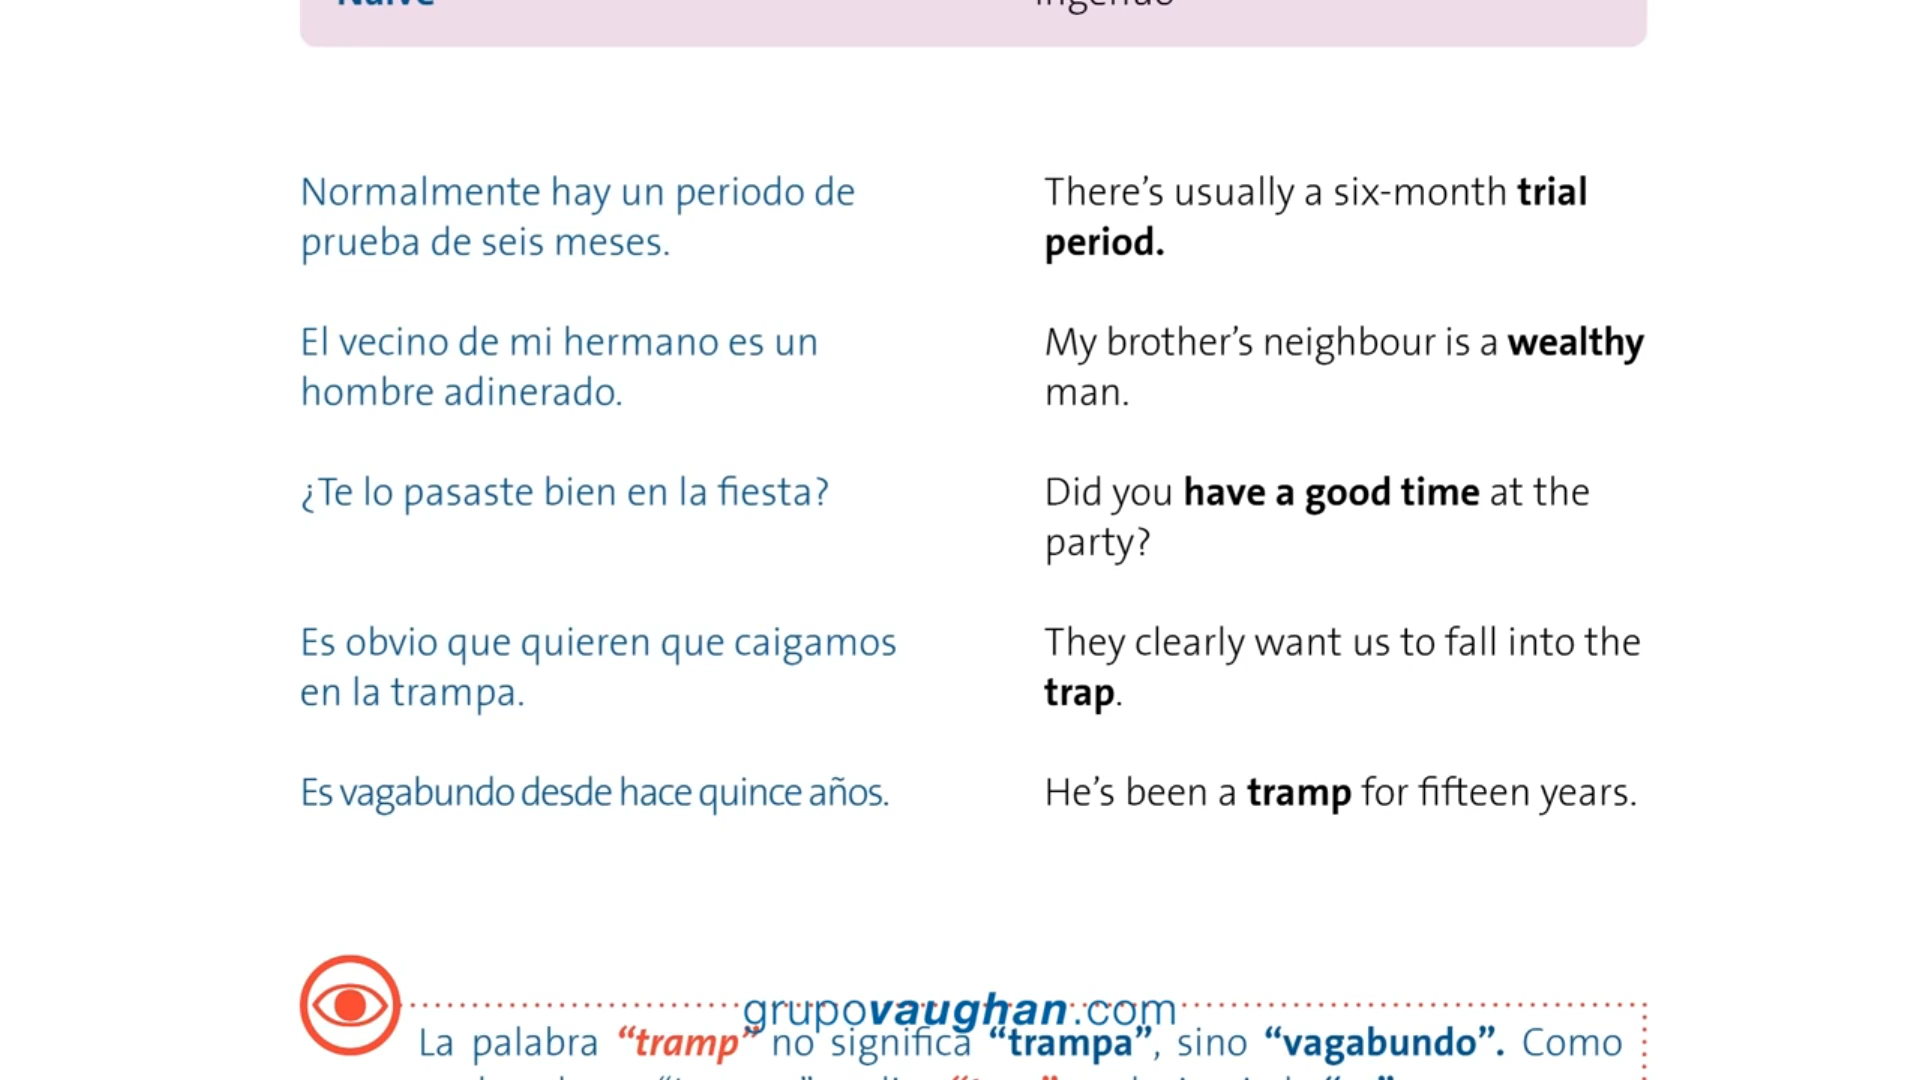 Naive
ingenuo
Normalmente hay un periodo de
prueba de seis meses.
There's usually a six-month trial
period.
El vecino de mi hermano es un
hombre adinerado.
My brother's neighbour is a wealthy
man.
¿Te lo pasaste bien en la fiesta?
Did you have a good time at the
party?
Es obvio que quieren que caigamos
en la trampa.
They clearly want us to fall into the
trap.
Es vagabundo desde hace quince años.
He's been a tramp for fifteen years.
grupovaughan.com
La palabra “tramp” no significa “trampa”, sino “vagabundo”. Como